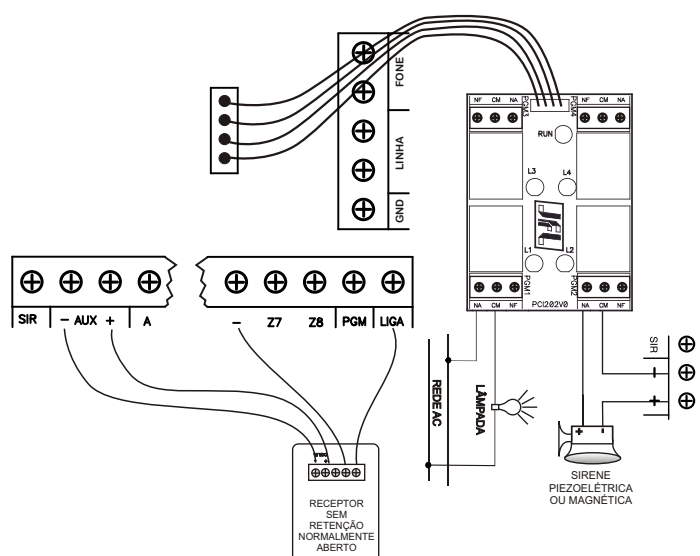 FONE
LINHA
GND
NF CM NA
PGM3
NF CM NA
PGM4
RUN
L3
L4
JFL
L1
L2
PGM1
PGM2
NA CM NF
PCI202V0
NA CM NF
SIR
- AUX +
A
-
Z7
Z8
PGM
LIGA
REDE AC
LÂMPADA
SIR
-
+
+ -
SIRENE
PIEZOELÉTRICA
OU MAGNÉTICA
RECEPTOR
SEM
RETENÇÃO
NORMALMENTE
ABERTO